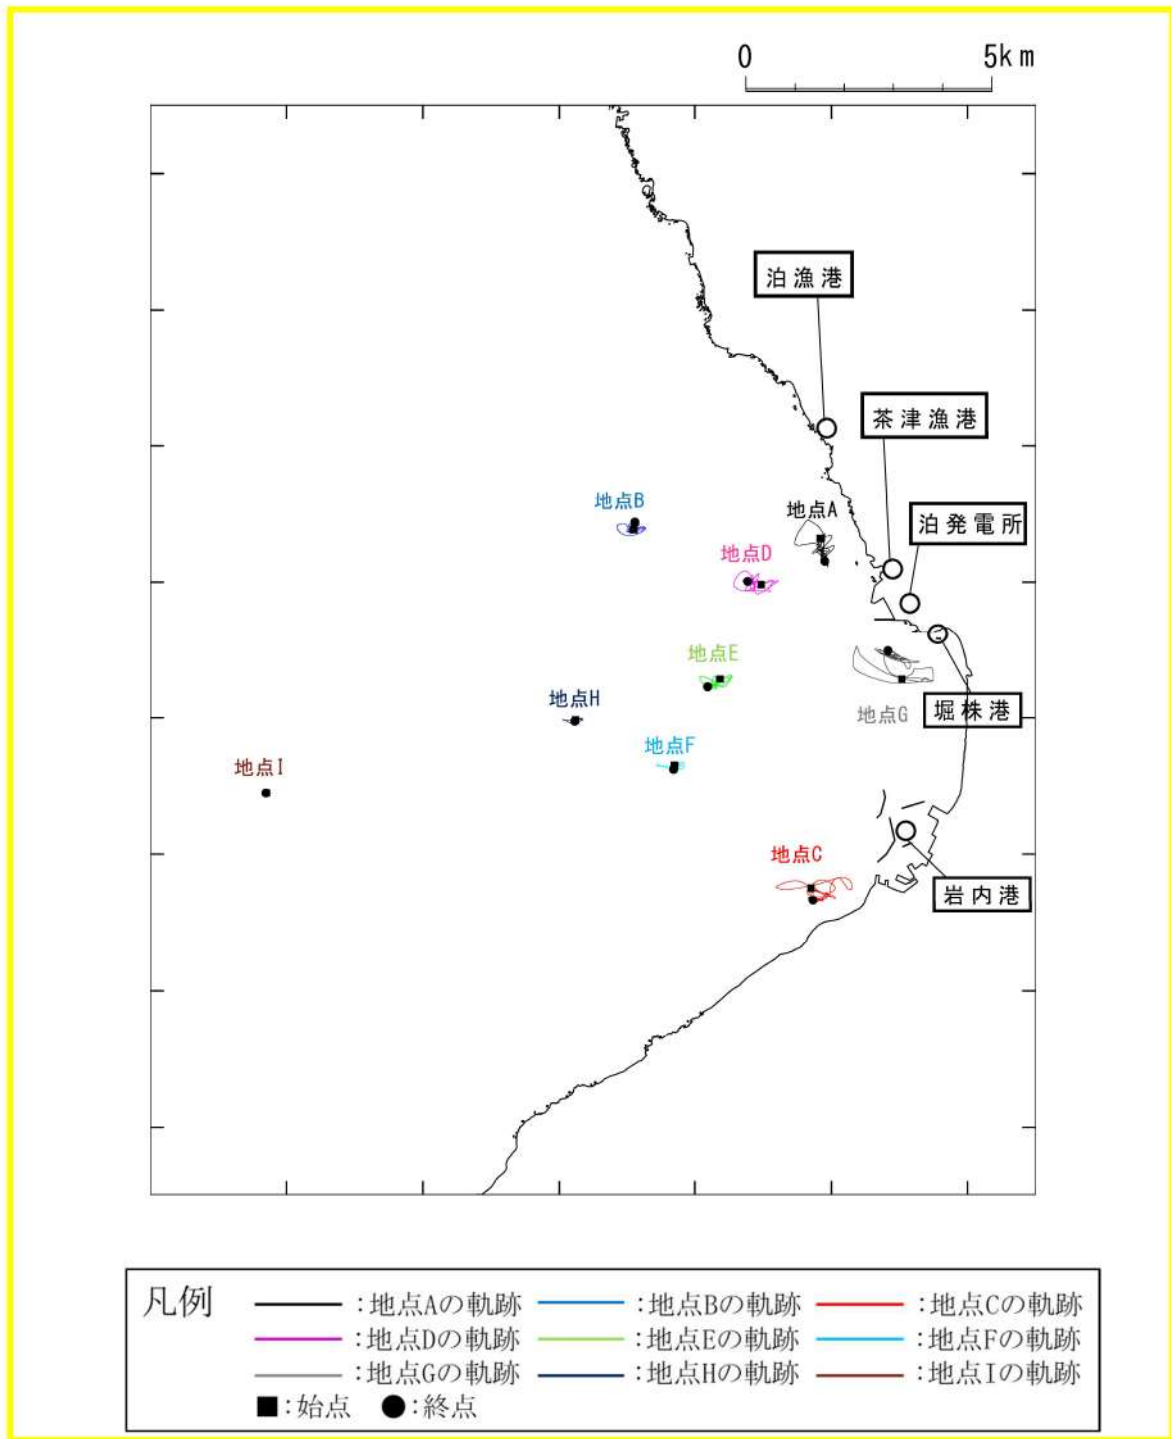 0 5km
泊漁港
茶津漁港
地点B
地点A
泊発電所
地点D
地点E
地点H
地点G
堀株港
地点F
地点I
地点C
岩内港
凡例 :地点Aの軌跡 :地点Bの軌跡 :地点Cの軌跡
:地点Dの軌跡 :地点Eの軌跡 :地点Fの軌跡
:地点Gの軌跡 :地点Hの軌跡 :地点Iの軌跡
■:始点 ●:終点